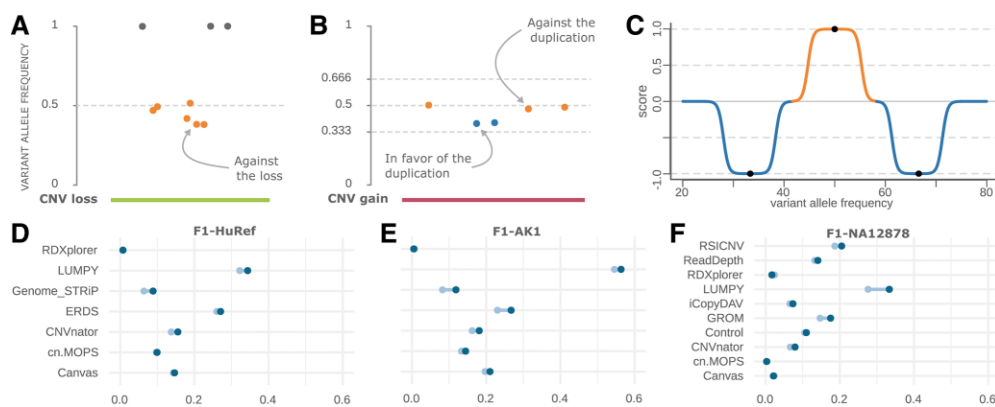 A
VARIANT ALLELE FREQUENCY
1
0.5
0
Against
the loss
CNV loss
B
1
0.666
0.5
0.333
0
Against the
duplication
In favor of the
duplication
CNV gain
C
score
1.0
0.5
0.0
-1.0
20
40
60
80
variant allele frequency
D
F1-HuRef
RDXplorer
LUMPY
Genome_STRiP
ERDS
CNVnator
cn.MOPS
Canvas
0.0
0.2
0.4
0.6
E
F1-AK1
0.0
0.2
0.4
0.6
F
F1-NA12878
RSICNV
ReadDepth
RDXplorer
LUMPY
iCopyDAV
GROM
Control
CNVnator
cn.MOPS
Canvas
0.0
0.2
0.4
0.6